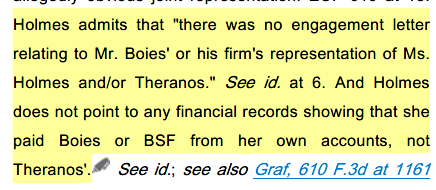 Holmes admits that "there was no engagement letter
relating to Mr. Boies' or his firm's representation of Ms.
Holmes and/or Theranos." See id. at 6. And Holmes
does not point to any financial records showing that she
paid Boies or BSF from her own accounts, not
Theranos'. See id.; see also Graf, 610 F.3d at 1161